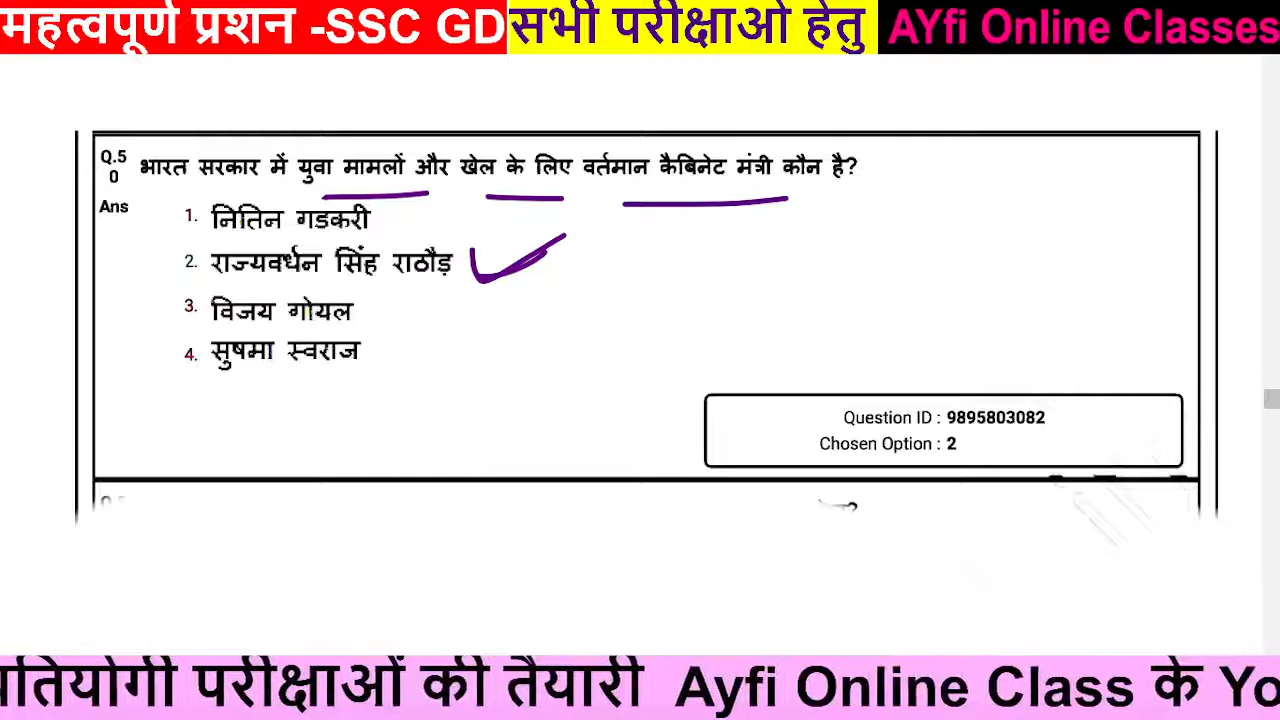 महत्वपूर्ण प्रशन -SSC GD सभी परीक्षाओ हेतु AYfi Online Classes
Q.50 भारत सरकार में युवा मामलों और खेल के लिए वर्तमान कैबिनेट मंत्री कौन है?
Ans 1. नितिन गडकरी
2. राज्यवर्धन सिंह राठौड़
3. विजय गोयल
4. सुषमा स्वराज
Question ID : 9895803082
Chosen Option : 2
परीक्षाओं की तैयारी Ayfi Online Class के